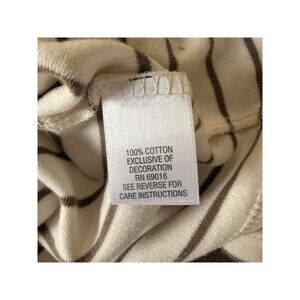 100% COTTON
EXCLUSIVE OF
DECORATION
RN 69016
SEE REVERSE FOR
CARE INSTRUCTIONS